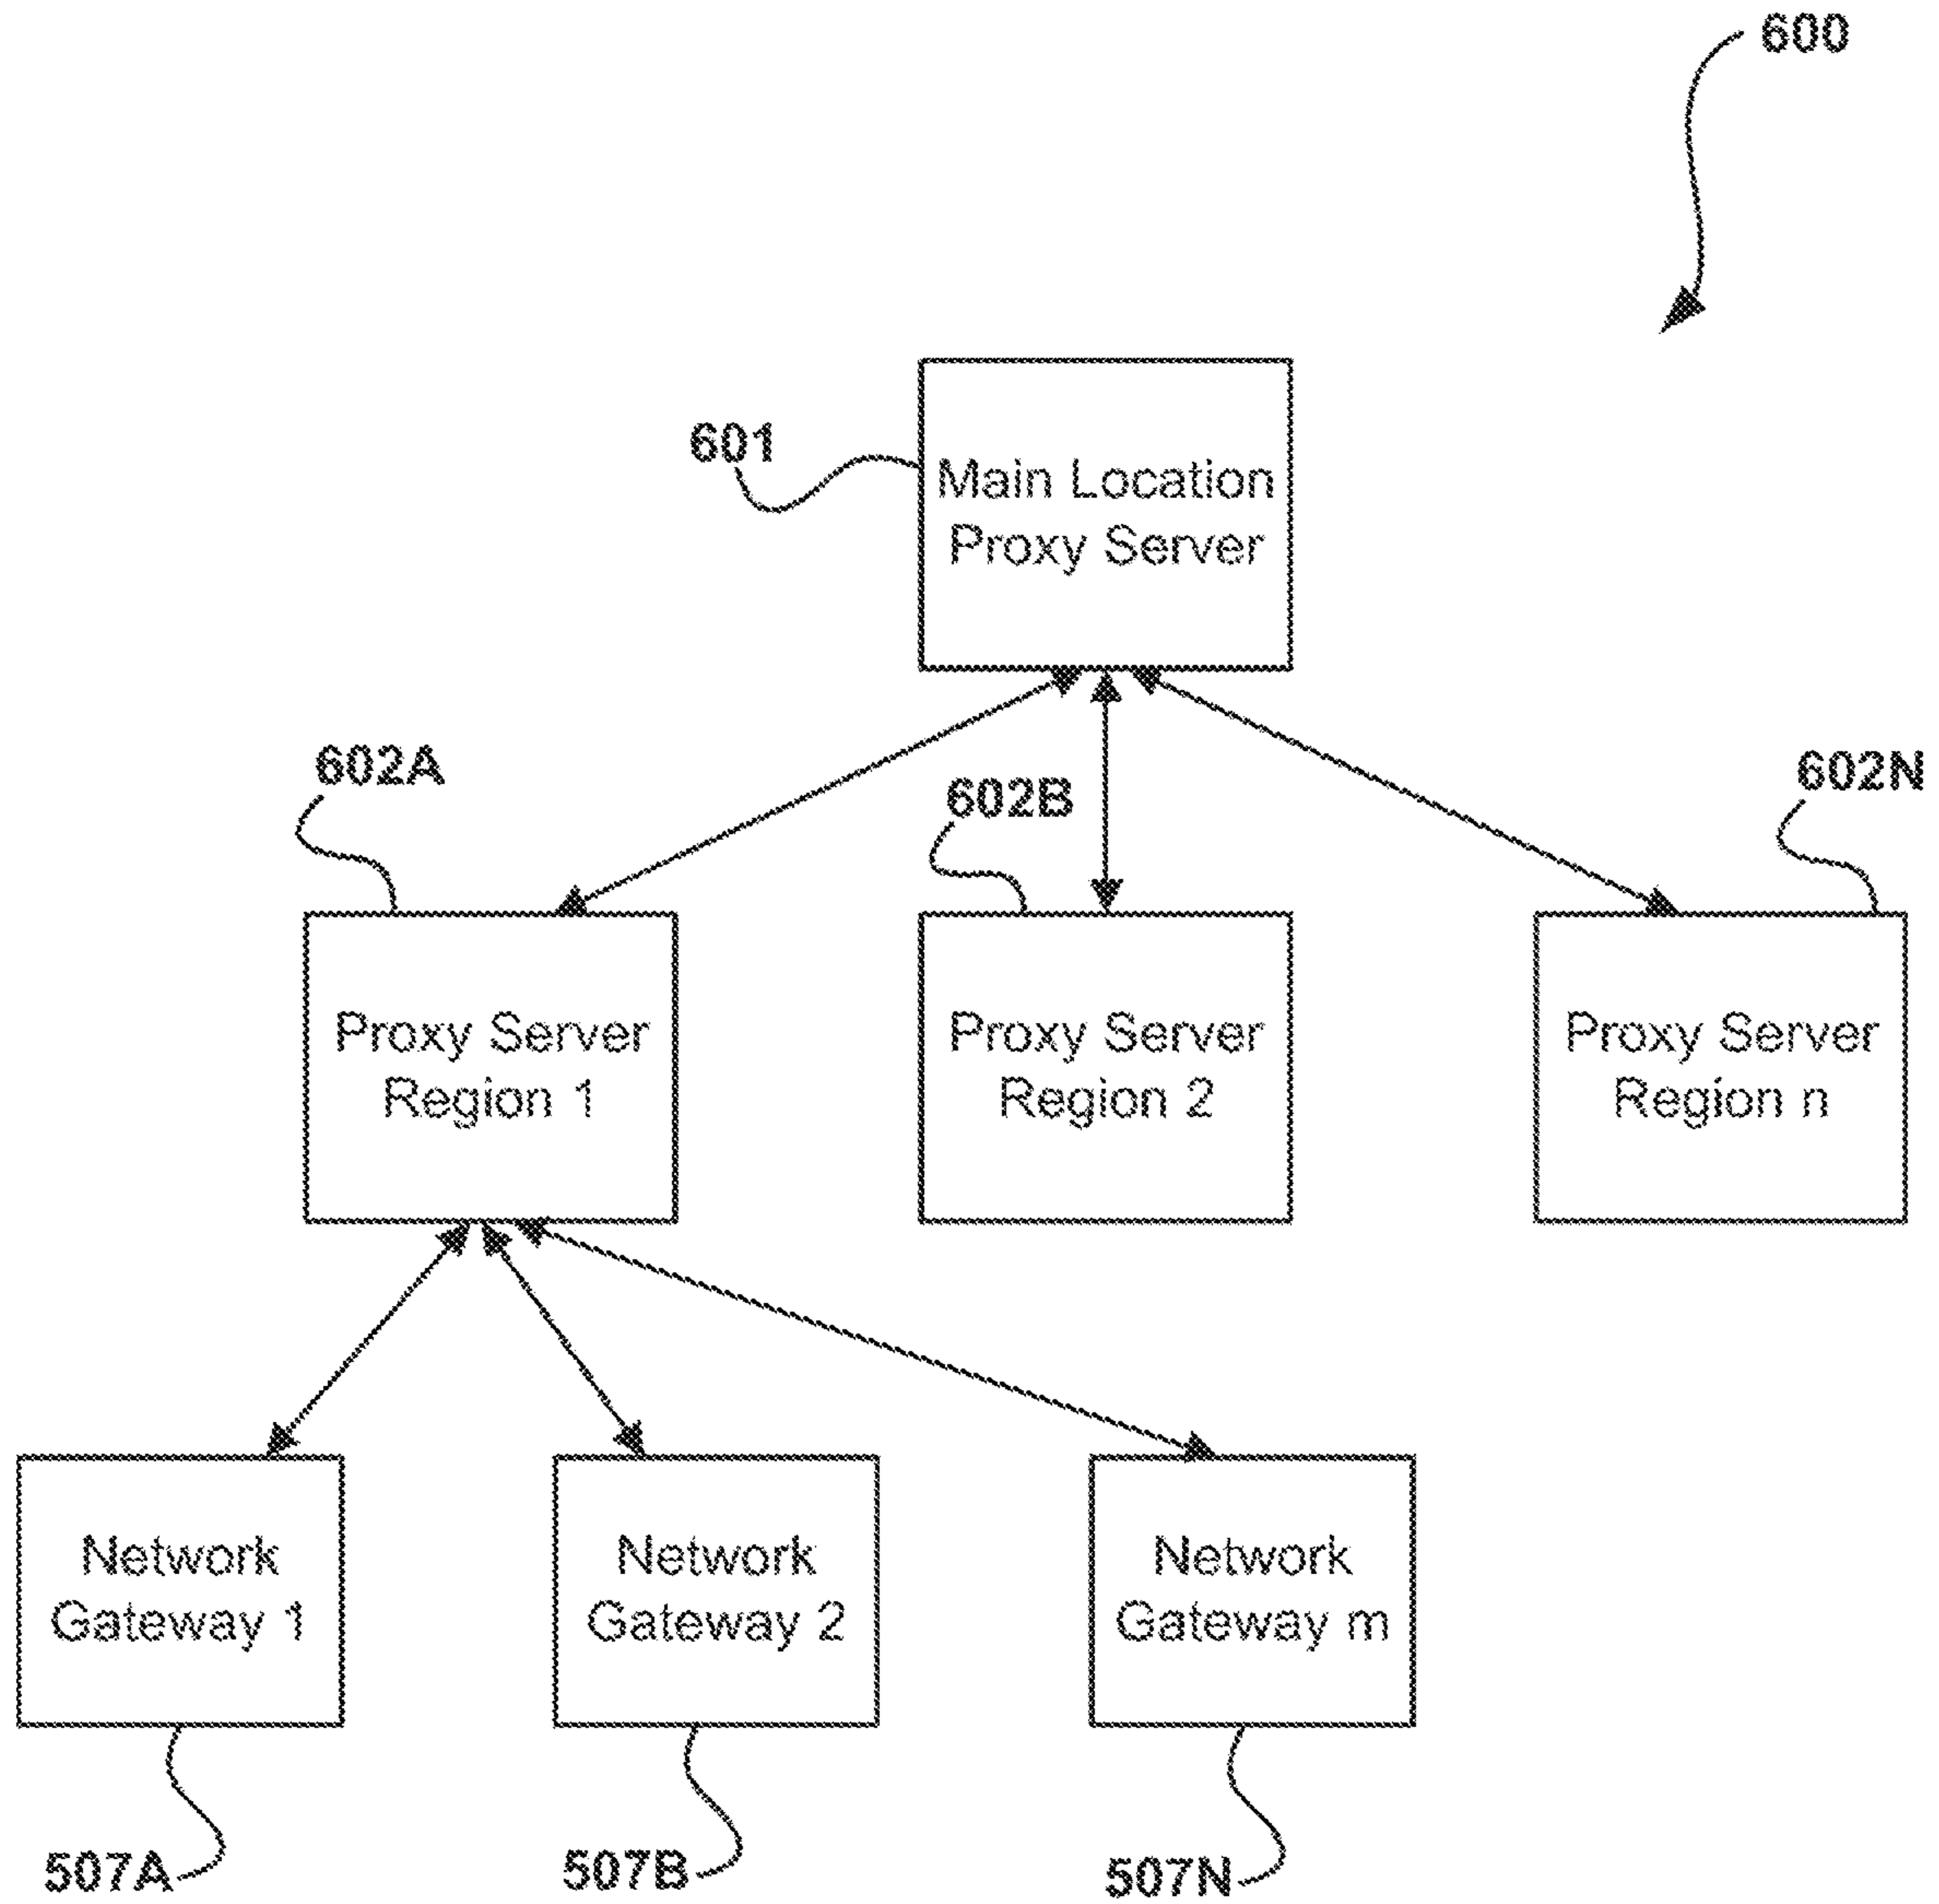 600
601
Main Location
Proxy Server
602A
602B
602N
Proxy Server
Region 1
Proxy Server
Region 2
Proxy Server
Region n
Network
Gateway 1
Network
Gateway 2
Network
Gateway m
507A
507B
507N